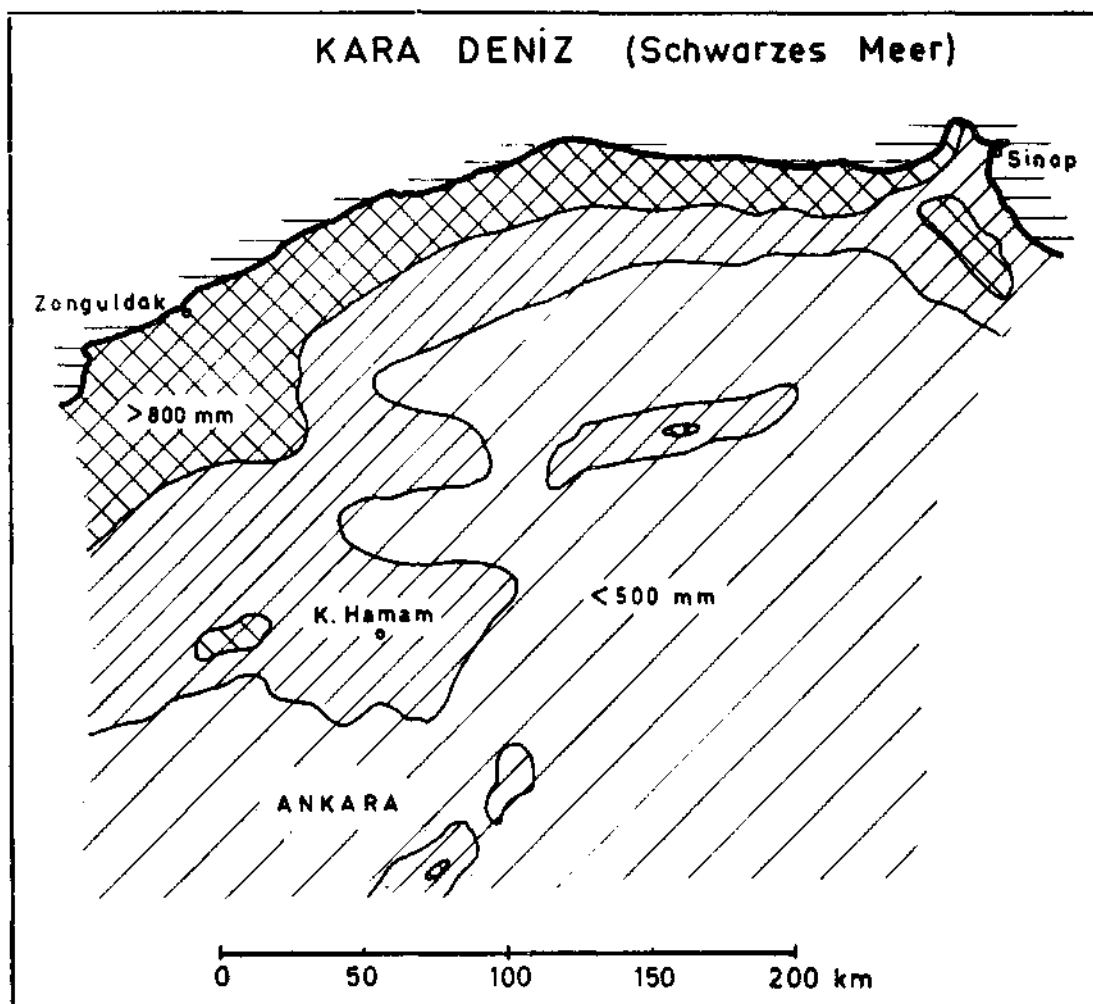 KARA DENİZ (Schwarzes Meer)
Sinop
Zonguldak
>800 mm
<500 mm
K. Hamam
ANKARA
0 50 100 150 200 km